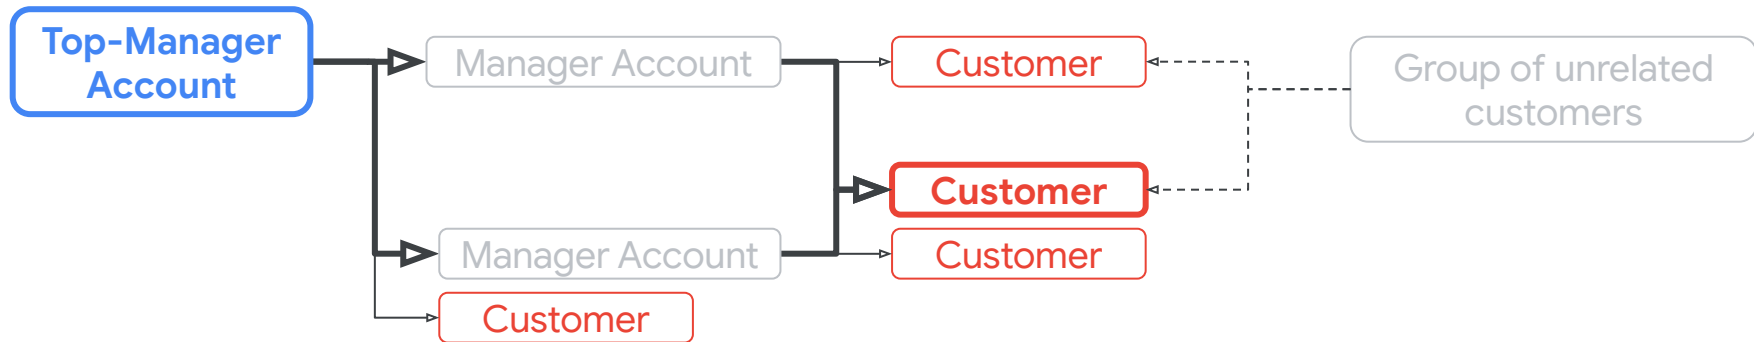 Top-Manager
Account
Manager Account
Customer
Group of unrelated
customers
Customer
Manager Account
Customer
Customer